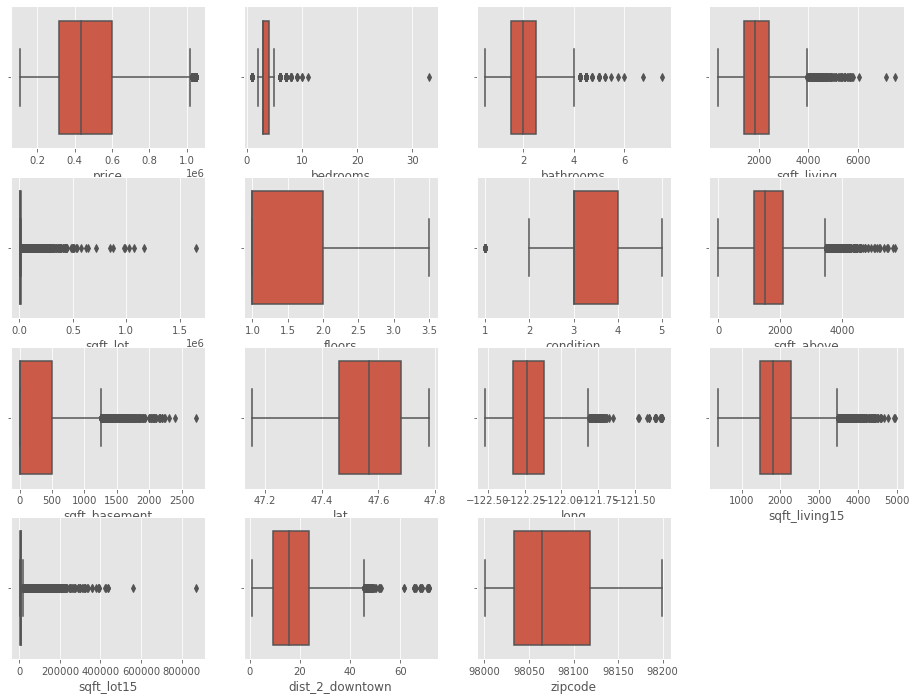 0.2 0.4 0.6 0.8 1.0
price
1e6
0 10 20 30
bedrooms
2 4 6
bathrooms
2000 4000 6000
sqft_living
0.0 0.5 1.0 1.5
sqft_lot
1e6
1.0 1.5 2.0 2.5 3.0 3.5
floors
1 2 3 4 5
condition
0 2000 4000
sqft_above
0 500 1000 1500 2000 2500
sqft_basement
47.2 47.4 47.6 47.8
lat
−122.50 −122.25 −122.00 −121.75 −121.50
long
1000 2000 3000 4000 5000
sqft_living15
0 200000 400000 600000 800000
sqft_lot15
0 20 40 60
dist_2_downtown
98000 98050 98100 98150 98200
zipcode